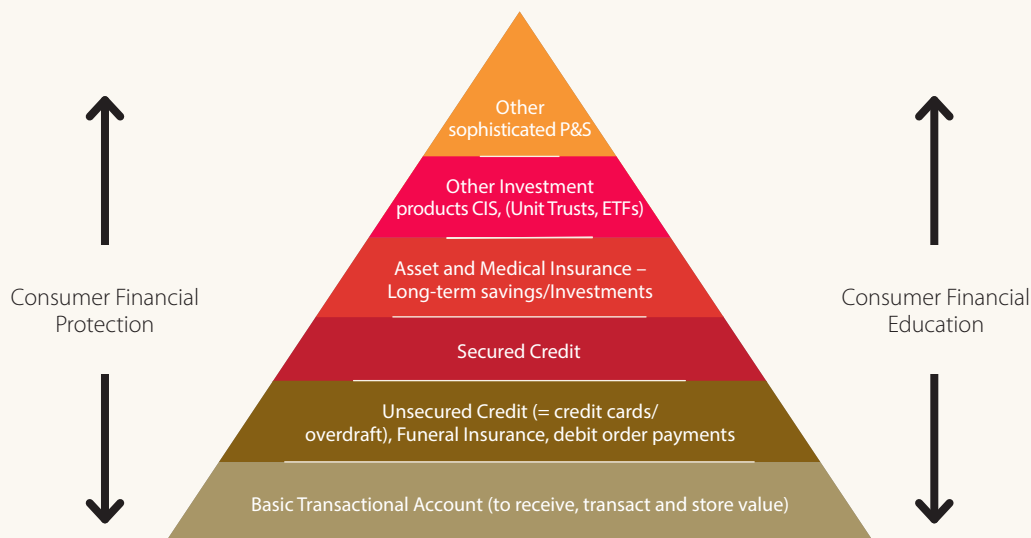 Other
sophisticated P&S
Other Investment
products CIS, (Unit Trusts, ETFs)
Asset and Medical Insurance –
Long-term savings/Investments
Consumer Financial
Protection
Consumer Financial
Education
Secured Credit
Unsecured Credit (= credit cards/
overdraft), Funeral Insurance, debit order payments
Basic Transactional Account (to receive, transact and store value)